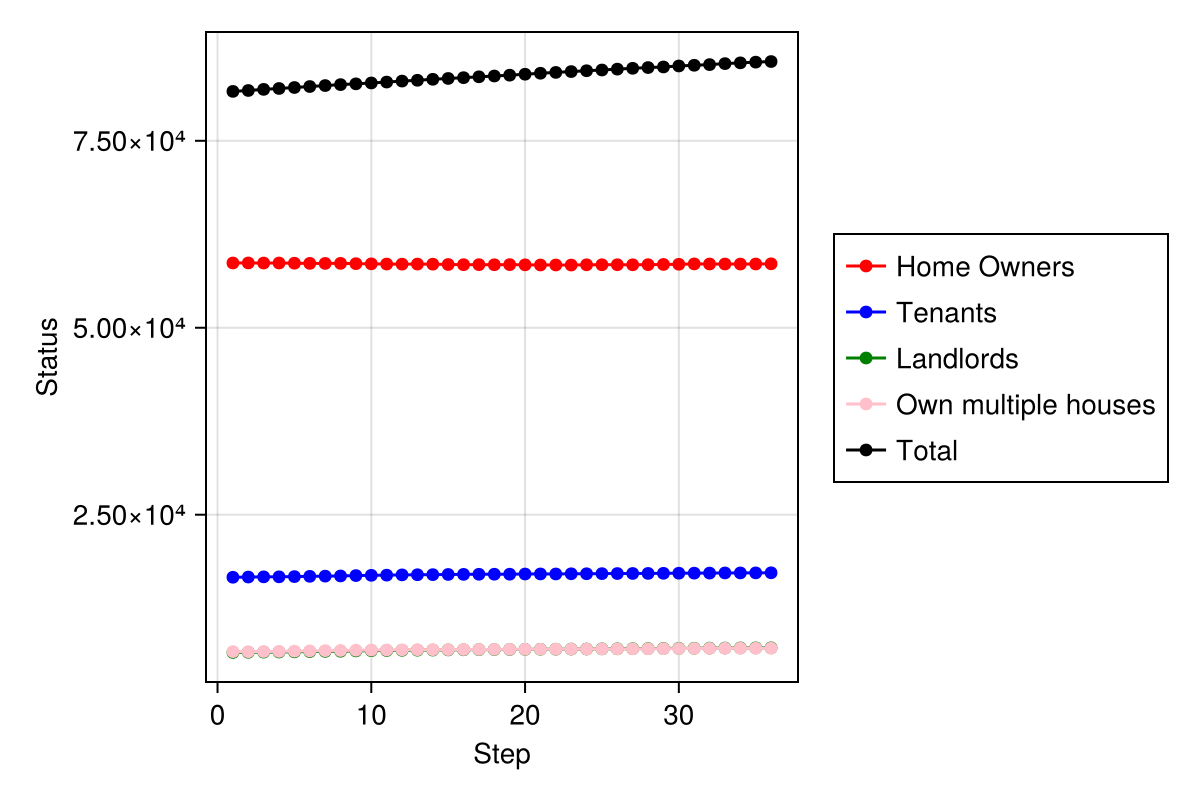 7.50×10⁴
5.00×10⁴
2.50×10⁴
Status
0 10 20 30
Step
Home Owners
Tenants
Landlords
Own multiple houses
Total